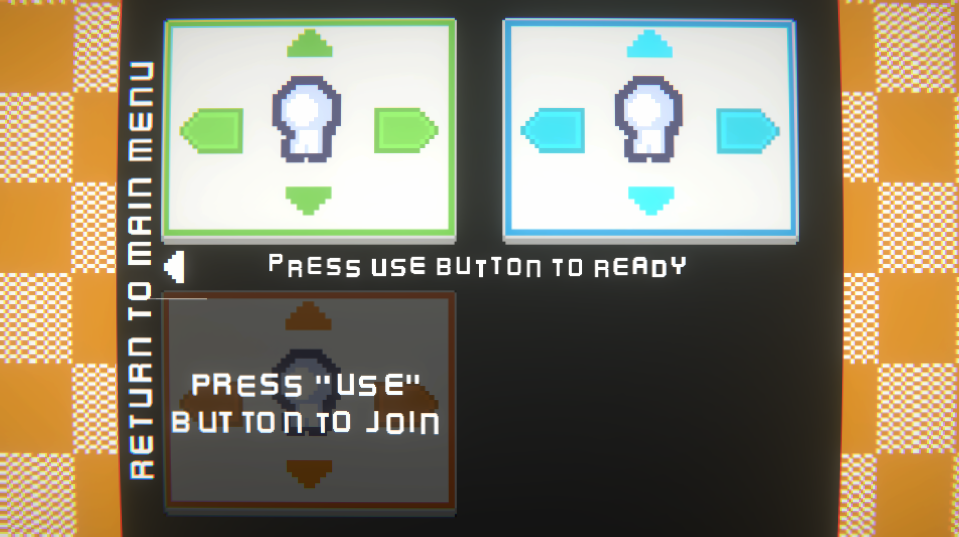 RETURN TO MAIN MENU
PRESS USE BUTTON TO READY
PRESS "USE"
BUTTON TO JOIN